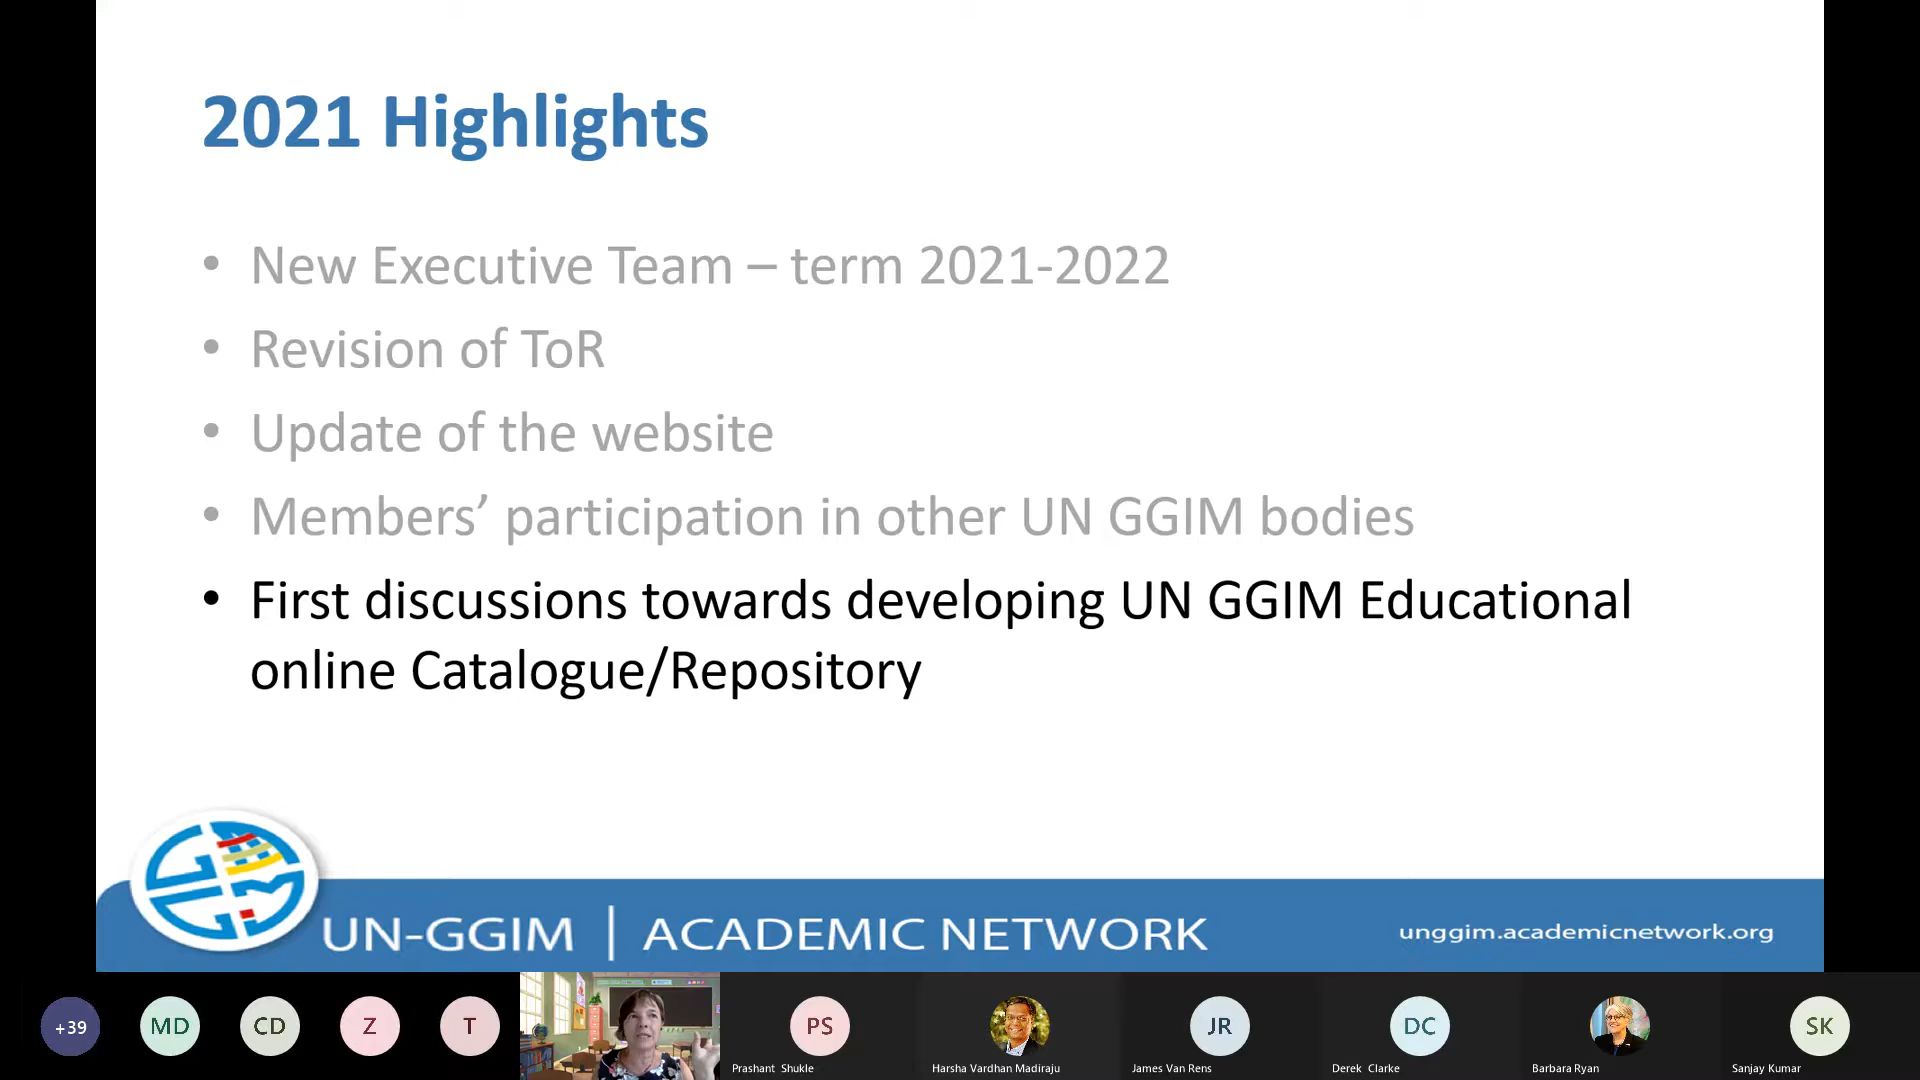 2021 Highlights
• New Executive Team – term 2021-2022
• Revision of ToR
• Update of the website
• Members’ participation in other UN GGIM bodies
• First discussions towards developing UN GGIM Educational
online Catalogue/Repository
UN-GGIM | ACADEMIC NETWORK
unggim.academicnetwork.org
+39
MD
CD
Z
T
PS
JR
DC
SK
Prashant Shukle
Harsha Vardhan Madiraju
James Van Rens
Derek Clarke
Barbara Ryan
Sanjay Kumar